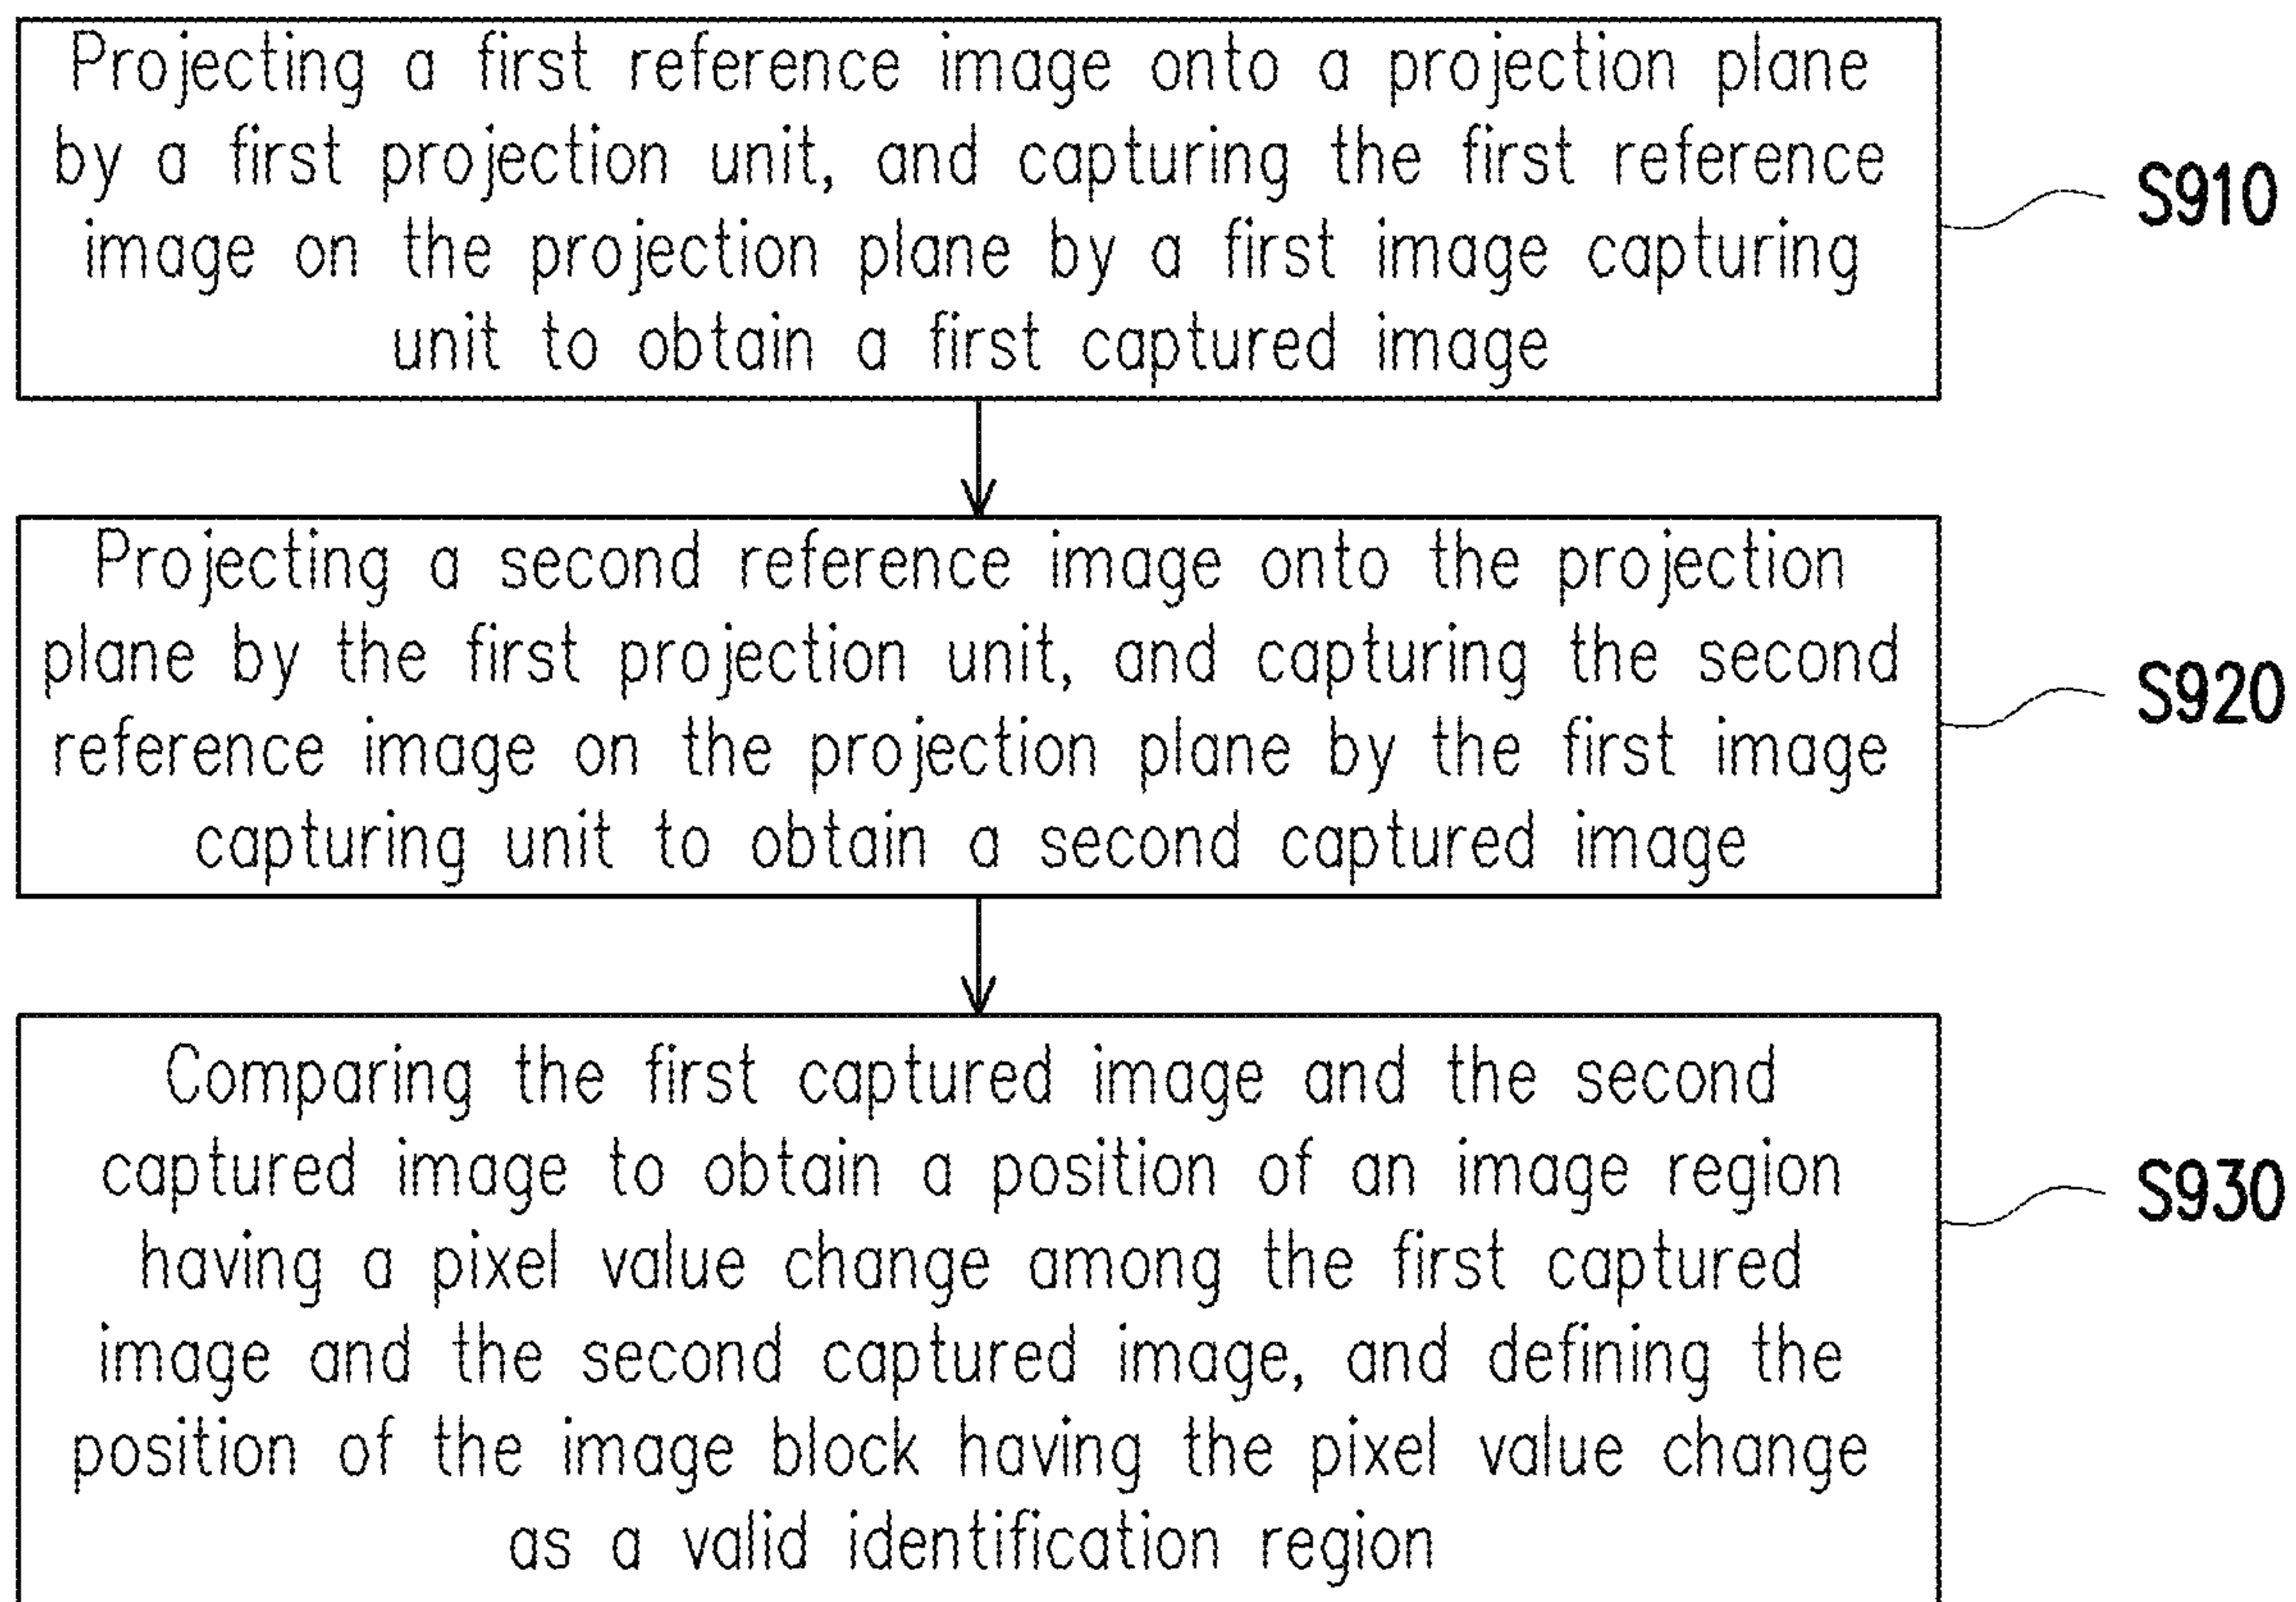 Projecting a first reference image onto a projection plane
by a first projection unit, and capturing the first reference
image on the projection plane by a first image capturing
unit to obtain a first captured image
S910
Projecting a second reference image onto the projection
plane by the first projection unit, and capturing the second
reference image on the projection plane by the first image
capturing unit to obtain a second captured image
S920
Comparing the first captured image and the second
captured image to obtain a position of an image region
having a pixel value change among the first captured
image and the second captured image, and defining the
position of the image block having the pixel value change
as a valid identification region
S930